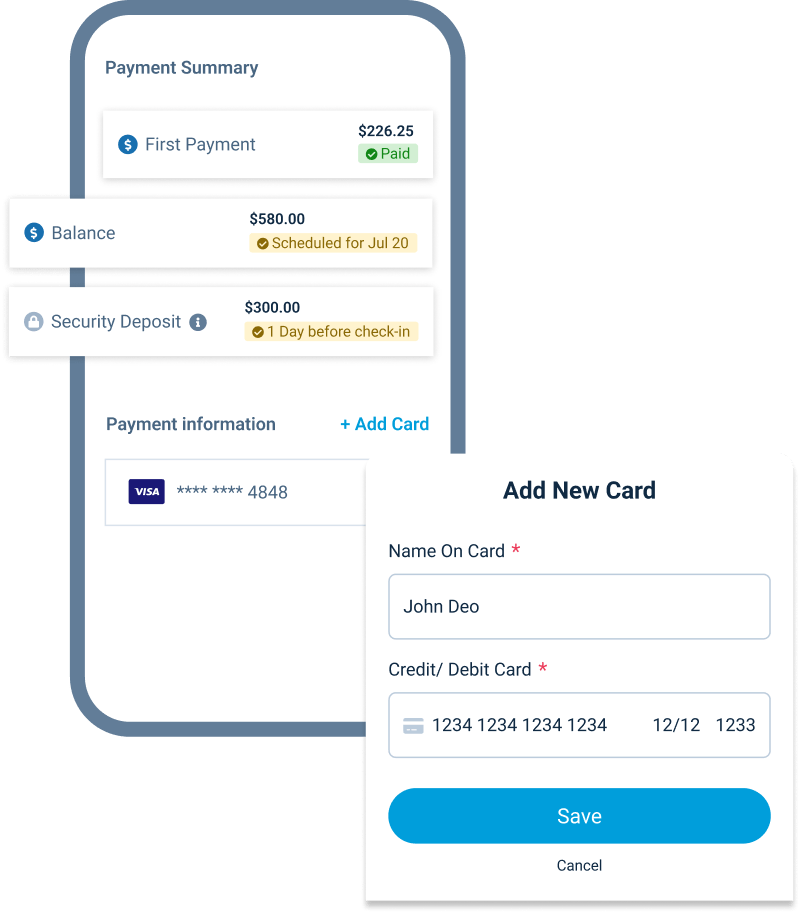 Payment Summary
First Payment
$226.25
Paid
Balance
$580.00
Scheduled for Jul 20
Security Deposit
$300.00
1 Day before check-in
Payment information
+ Add Card
VISA
**** **** 4848
Add New Card
Name On Card *
John Deo
Credit/ Debit Card *
1234 1234 1234 1234 12/12 1233
Save
Cancel